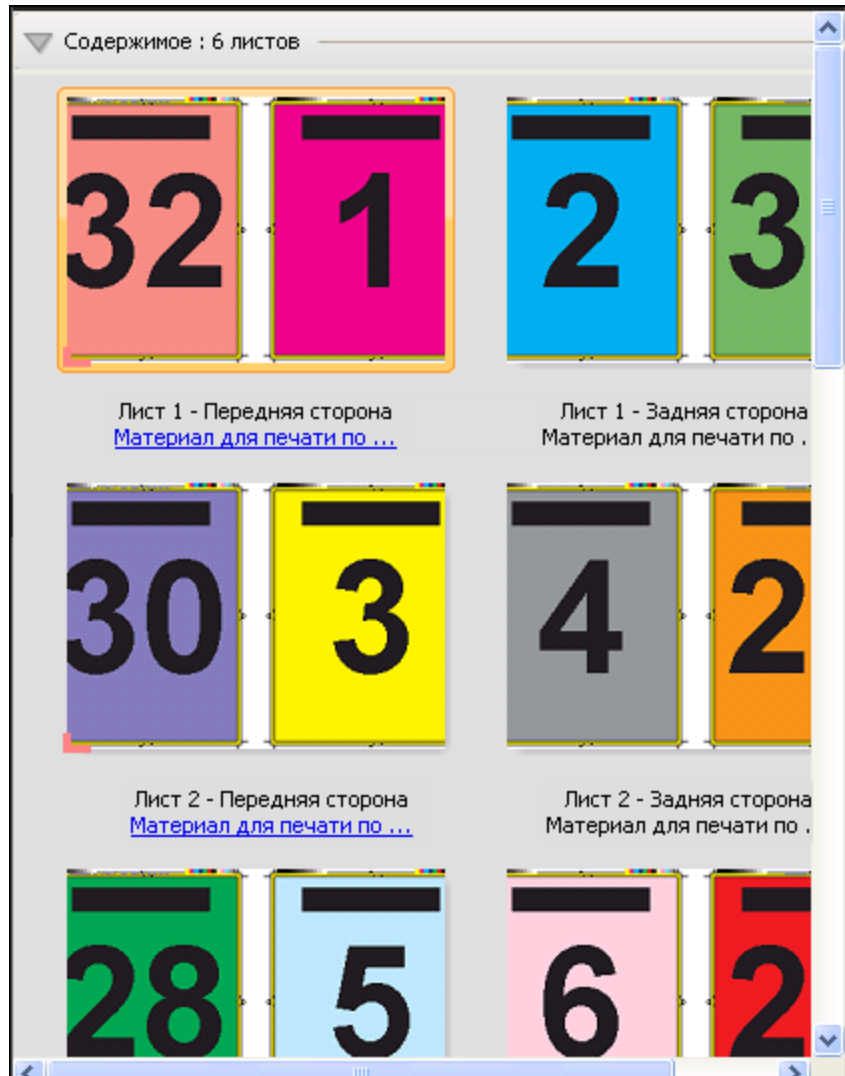 Содержимое : 6 листов
32 1 2 3
Лист 1 - Передняя сторона Лист 1 - Задняя сторона
Материал для печати по ... Материал для печати по .
30 3 4 2
Лист 2 - Передняя сторона Лист 2 - Задняя сторона
Материал для печати по ... Материал для печати по .
28 5 6 2